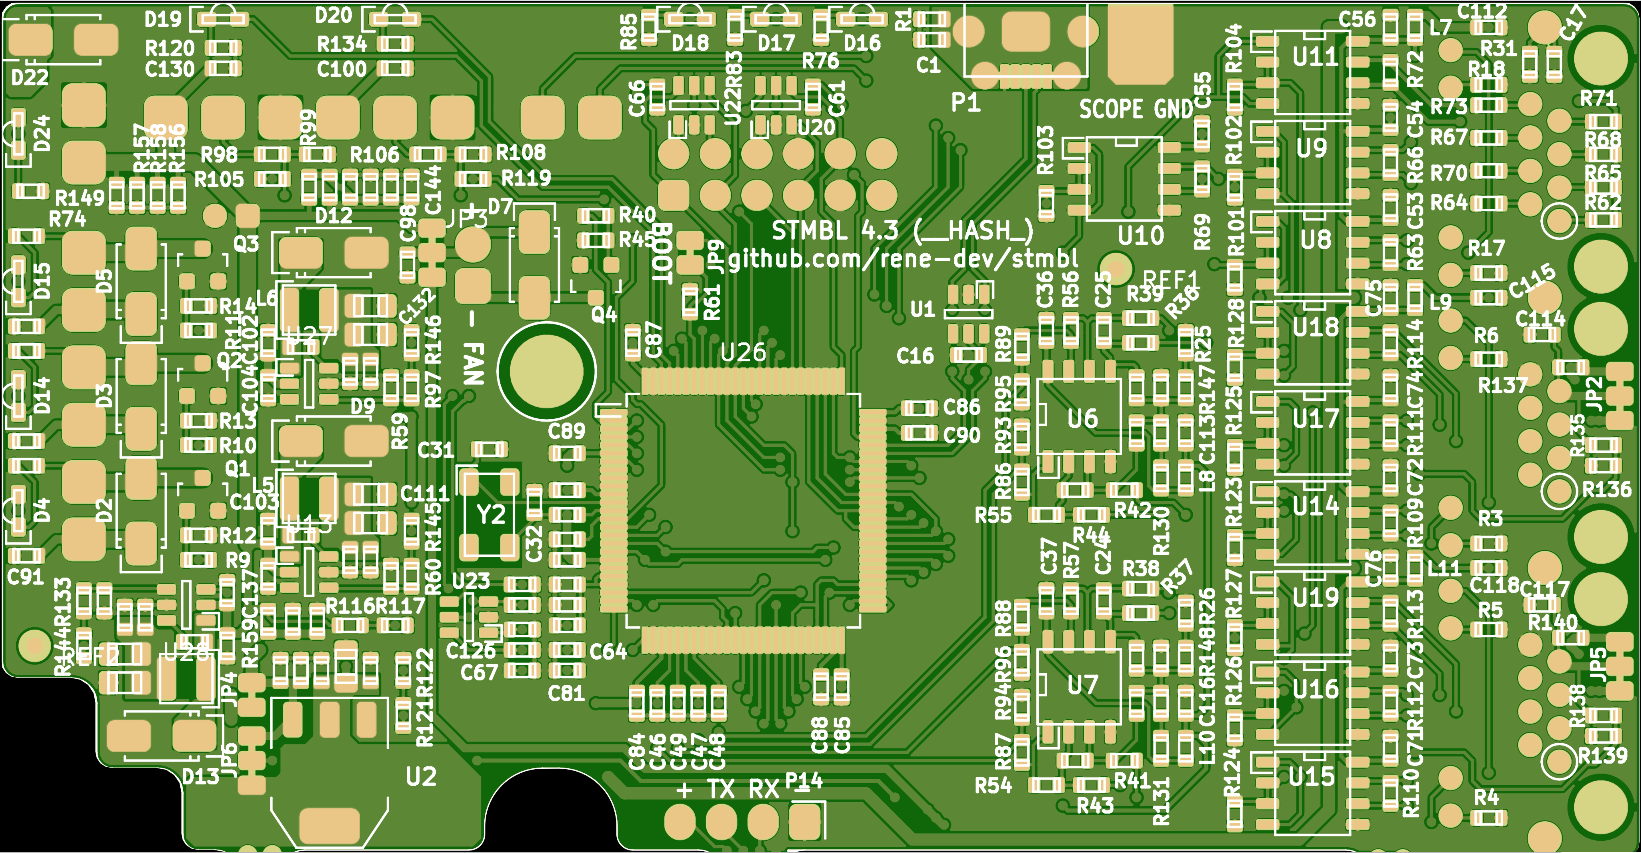 D19
D20
R85
D18
D17
D16
R1
C1
P1
SCOPE GND
R104
U11
C56
L7
C112
C17
R31
R18
R72
R120
R134
C130
C100
D22
R76
C66
U22
R83
C61
U20
C55
R73
R71
C54
D24
R157
R158
R156
R99
R98
R106
R108
R105
R119
R103
R102
U9
R67
R68
R66
R70
R65
R149
R74
C144
JP3
D7
R40
BOOT
JP9
STMBL 4.3 (__HASH_)
github.com/rene-dev/stmbl
U10
R69
R101
U8
C53
R64
R62
R63
R17
Q3
D12
C98
D15
D5
R14
L6
U27
C132
R146
Q4
R61
C87
U26
U1
C16
C36
R56
C25
REF1
R39
R36
R89
R25
R128
U18
C75
L9
C115
C114
R6
R114
R137
JP2
+
-
FAN
C102
Q2
C104
D14
D3
R13
R10
D9
R59
R97
C31
C89
C86
C90
R95
R93
U6
R147
C113
R125
U17
C74
R111
R135
Q1
C103
L5
U13
C111
R145
Y2
C32
R86
R55
R44
R42
R130
L8
R123
U14
C72
R109
R3
R136
D4
D2
R12
R9
C91
R133
C137
R60
U23
R116
R117
C37
R57
C24
R38
R37
R88
R26
R127
U19
C76
L11
C118
C117
R5
R140
R113
R144
REF2
U28
R159
JP4
R122
R121
C126
C67
C64
C81
R96
R94
U7
R148
C116
R126
U16
C73
R112
JP5
R138
D13
JP6
U2
C84
C46
C49
C47
C48
C88
C85
+ TX RX -
P14
R87
R54
R43
R41
R131
L10
R124
U15
C71
R110
R4
R139